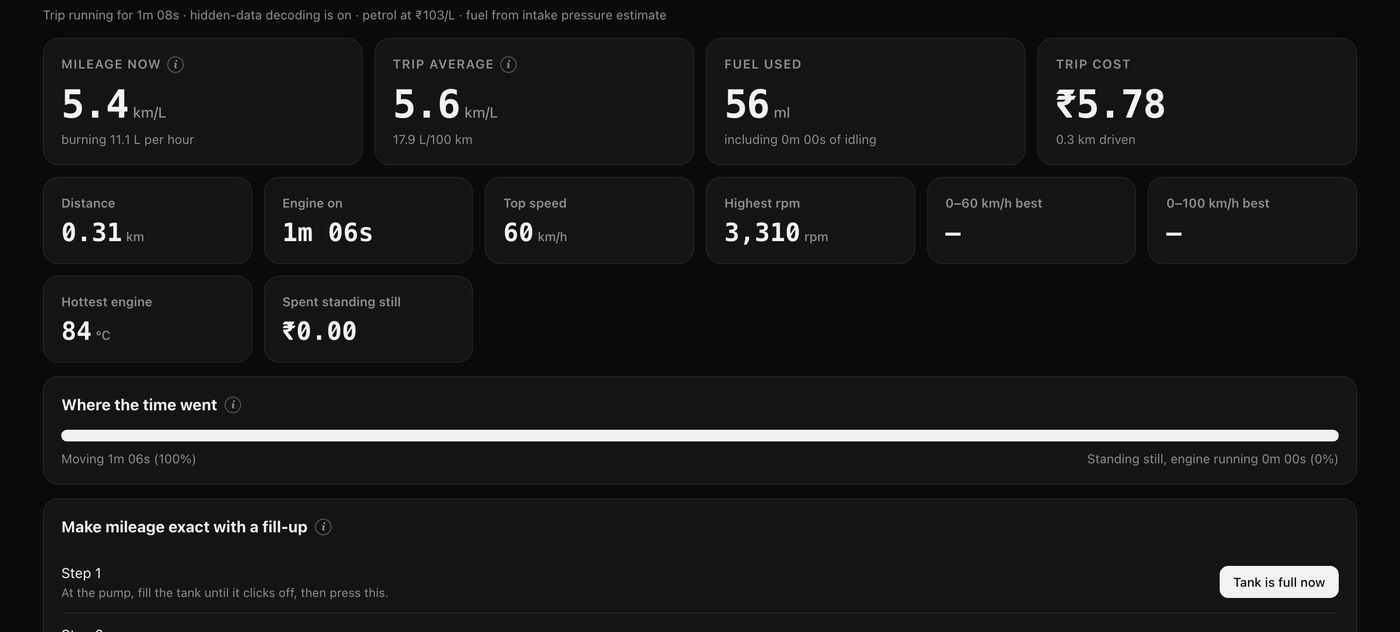 Trip running for 1m 08s · hidden-data decoding is on · petrol at ₹103/L · fuel from intake pressure estimate
MILEAGE NOW i
5.4 km/L
burning 11.1 L per hour
TRIP AVERAGE i
5.6 km/L
17.9 L/100 km
FUEL USED
56 ml
including 0m 00s of idling
TRIP COST
₹5.78
0.3 km driven
Distance
0.31 km
Engine on
1m 06s
Top speed
60 km/h
Highest rpm
3,310 rpm
0–60 km/h best
—
0–100 km/h best
—
Hottest engine
84 °C
Spent standing still
₹0.00
Where the time went i
Moving 1m 06s (100%)
Standing still, engine running 0m 00s (0%)
Make mileage exact with a fill-up i
Step 1
At the pump, fill the tank until it clicks off, then press this.
Tank is full now